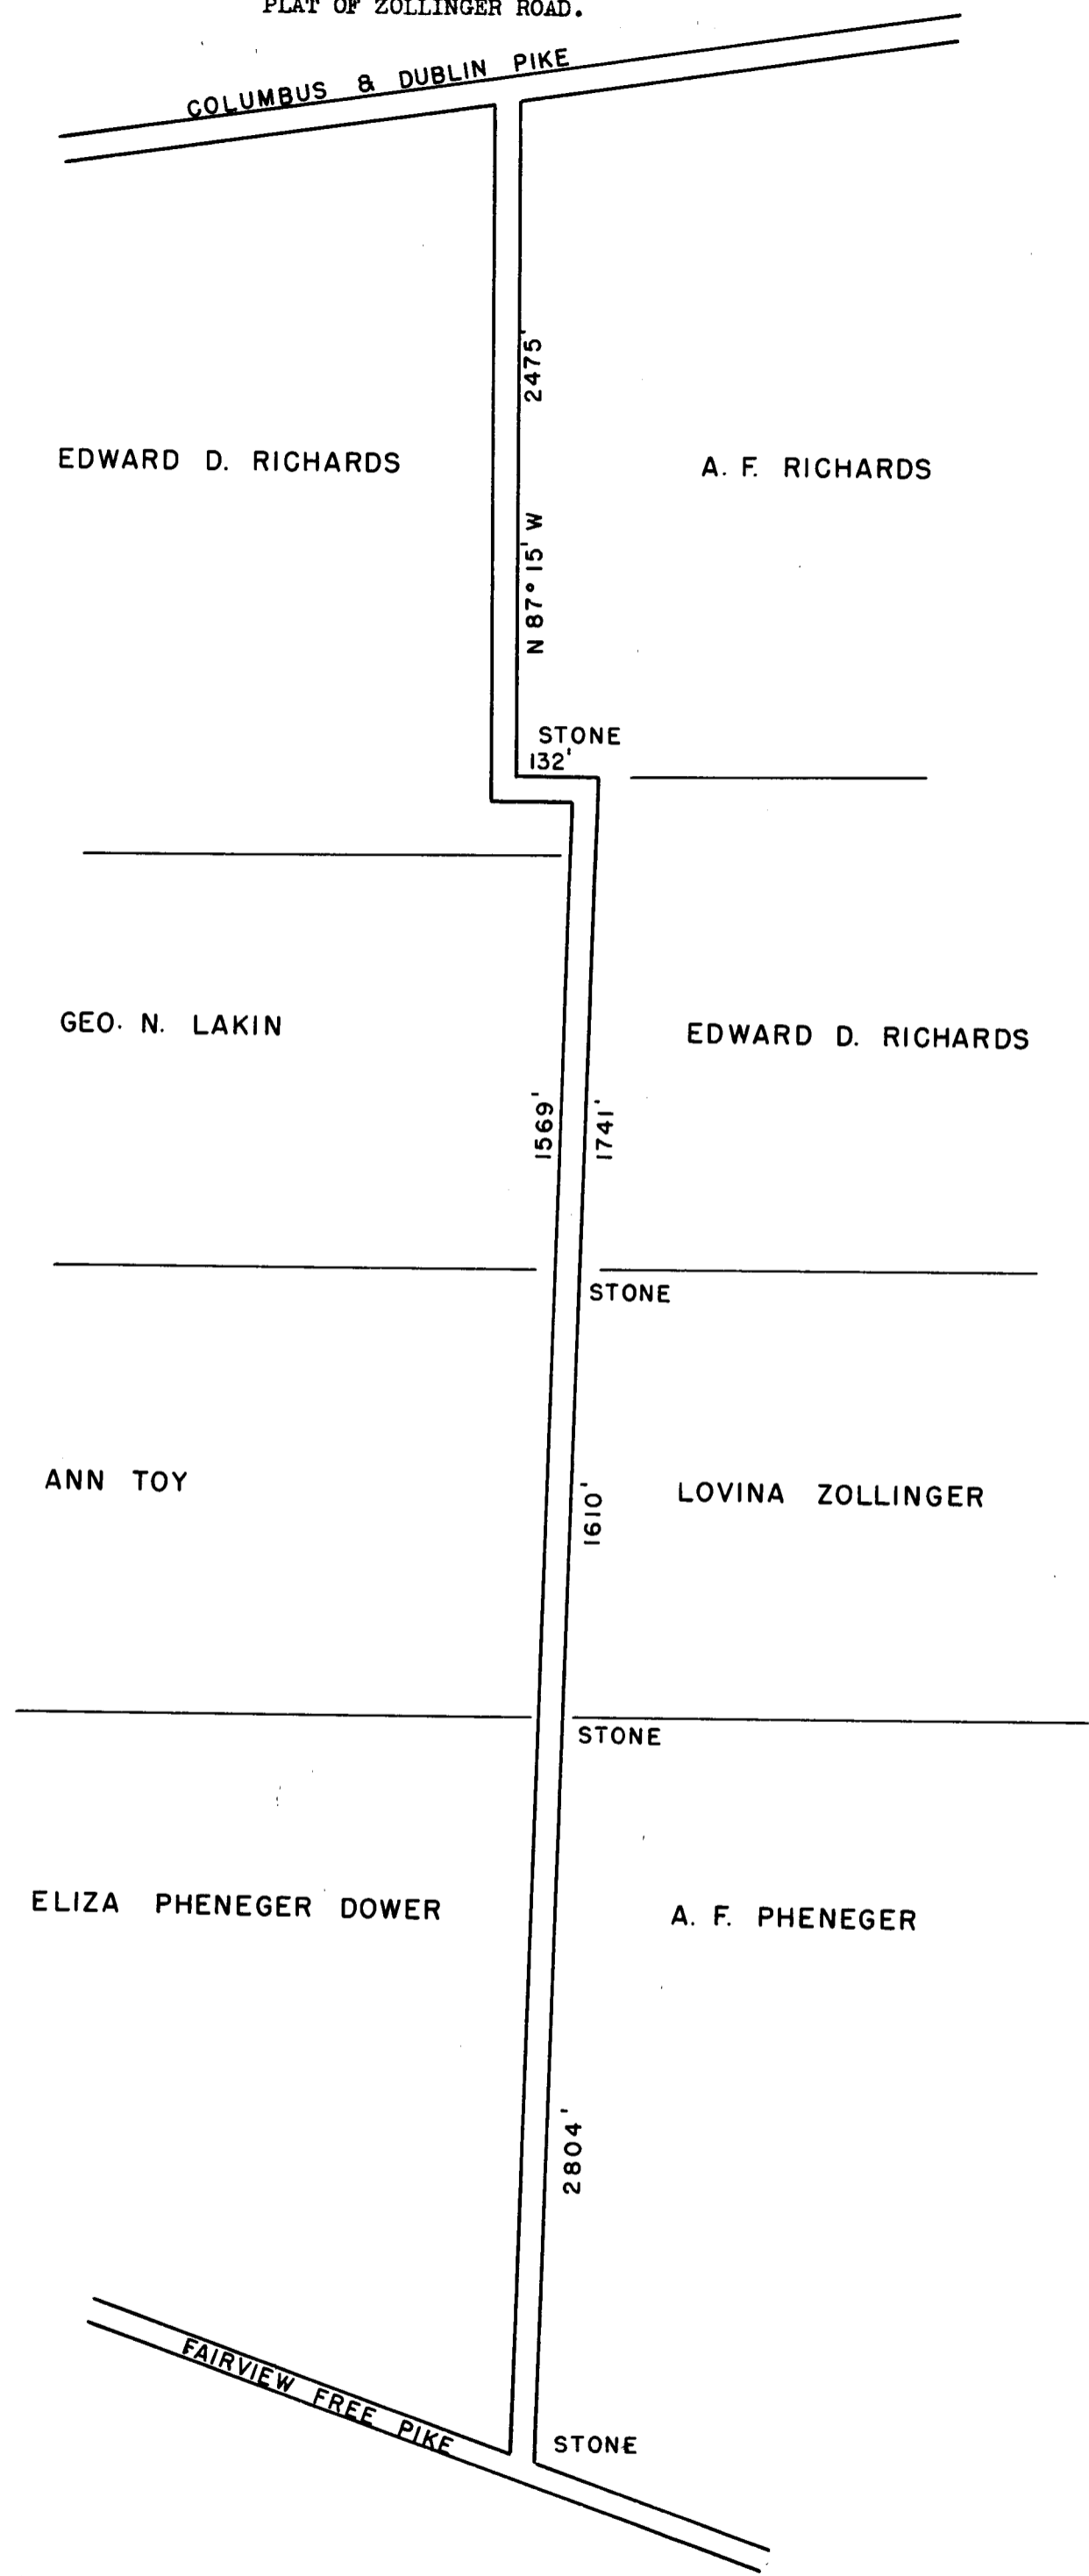 PLAT OF ZOLLINGER ROAD.
COLUMBUS & DUBLIN PIKE
2475'
EDWARD D. RICHARDS
A. F. RICHARDS
N 87° 15' W
STONE
132'
GEO. N. LAKIN
EDWARD D. RICHARDS
1569'
1741'
STONE
ANN TOY
LOVINA ZOLLINGER
1610'
STONE
ELIZA PHENEGER DOWER
A. F. PHENEGER
2804'
FAIRVIEW FREE PIKE
STONE